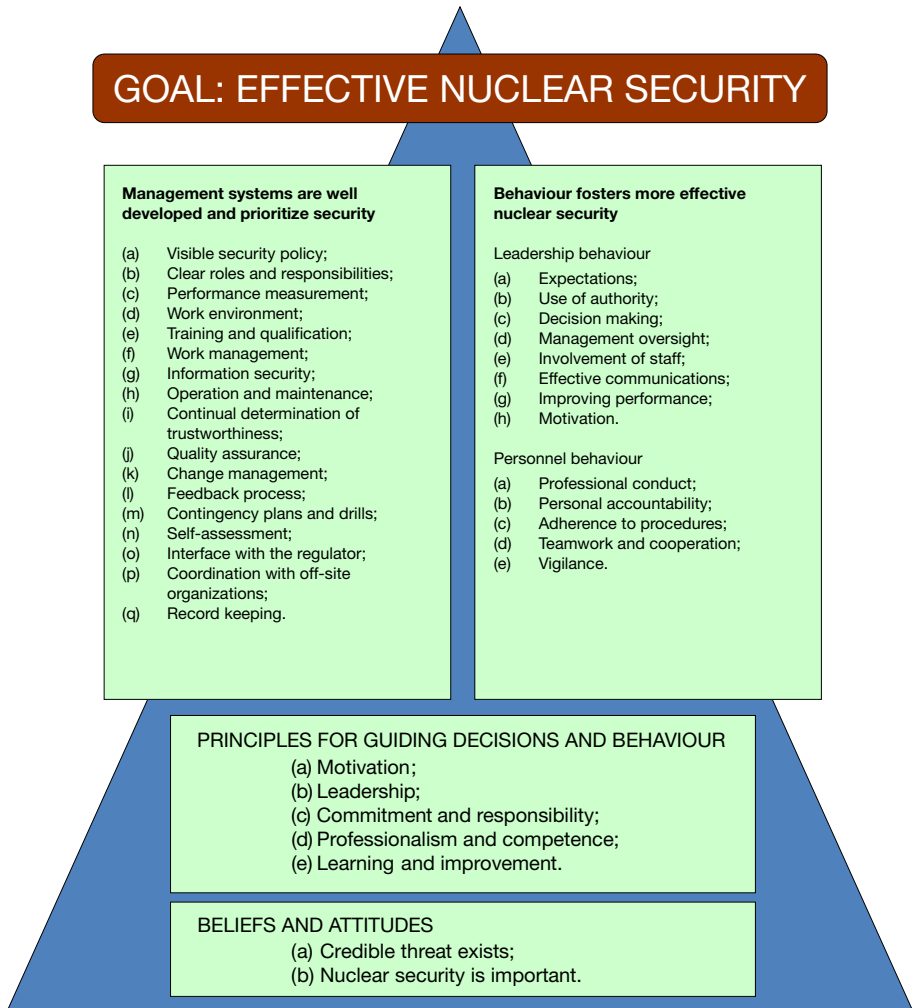 GOAL: EFFECTIVE NUCLEAR SECURITY
Management systems are well
developed and prioritize security
(a) Visible security policy;
(b) Clear roles and responsibilities;
(c) Performance measurement;
(d) Work environment;
(e) Training and qualification;
(f) Work management;
(g) Information security;
(h) Operation and maintenance;
(i) Continual determination of
trustworthiness;
(j) Quality assurance;
(k) Change management;
(l) Feedback process;
(m) Contingency plans and drills;
(n) Self-assessment;
(o) Interface with the regulator;
(p) Coordination with off-site
organizations;
(q) Record keeping.
Behaviour fosters more effective
nuclear security
Leadership behaviour
(a) Expectations;
(b) Use of authority;
(c) Decision making;
(d) Management oversight;
(e) Involvement of staff;
(f) Effective communications;
(g) Improving performance;
(h) Motivation.
Personnel behaviour
(a) Professional conduct;
(b) Personal accountability;
(c) Adherence to procedures;
(d) Teamwork and cooperation;
(e) Vigilance.
PRINCIPLES FOR GUIDING DECISIONS AND BEHAVIOUR
(a) Motivation;
(b) Leadership;
(c) Commitment and responsibility;
(d) Professionalism and competence;
(e) Learning and improvement.
BELIEFS AND ATTITUDES
(a) Credible threat exists;
(b) Nuclear security is important.